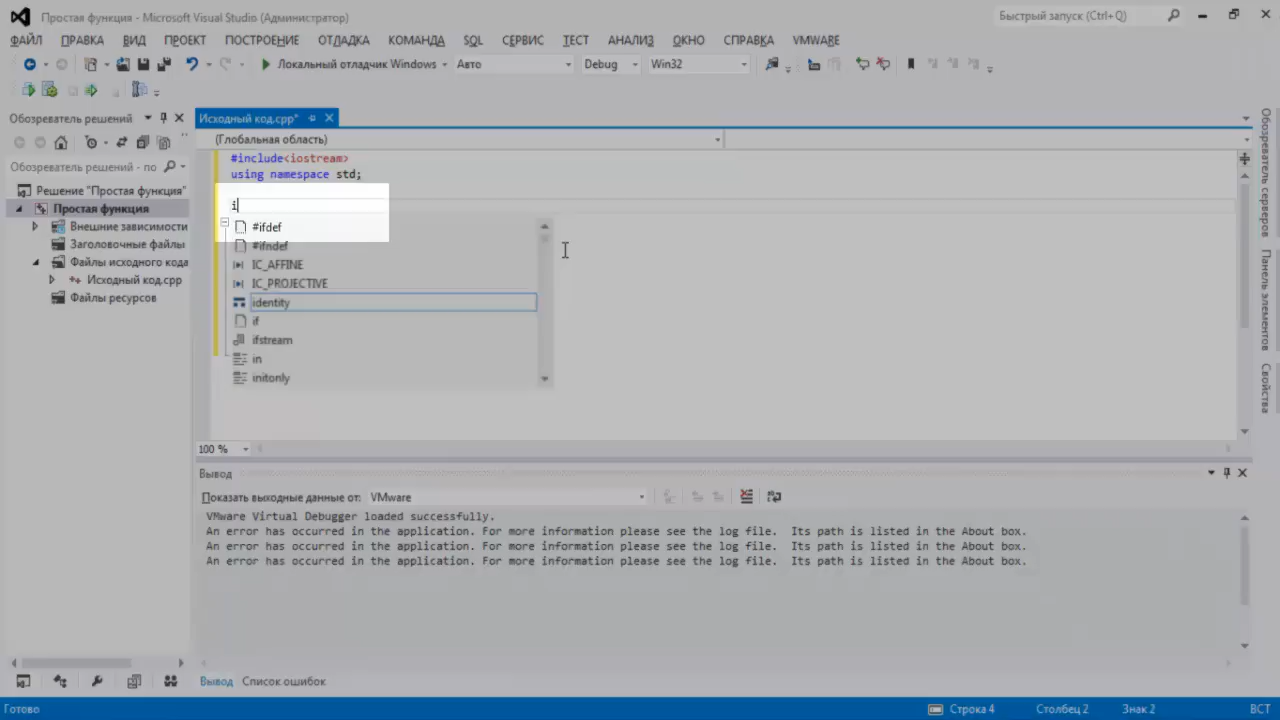 Простая функция - Microsoft Visual Studio (Администратор)
Быстрый запуск (Ctrl+Q)
ФАЙЛ ПРАВКА ВИД ПРОЕКТ ПОСТРОЕНИЕ ОТЛАДКА КОМАНДА SQL СЕРВИС ТЕСТ АНАЛИЗ ОКНО СПРАВКА VMWARE
Локальный отладчик Windows Авто Debug Win32
Обозреватель решений
Исходный код.cpp*
(Глобальная область)
Обозреватель решений - по
Решение "Простая функция"
Простая функция
Внешние зависимости
Заголовочные файлы
Файлы исходного кода
Исходный код.cpp
Файлы ресурсов
#include<iostream>
using namespace std;
i
#ifdef
#ifndef
IC_AFFINE
IC_PROJECTIVE
identity
if
ifstream
in
initonly
100 %
Обозреватель серверов
Панель элементов
Свойства
Вывод
Показать выходные данные от: VMware
VMware Virtual Debugger loaded successfully.
An error has occurred in the application. For more information please see the log file. Its path is listed in the About box.
An error has occurred in the application. For more information please see the log file. Its path is listed in the About box.
An error has occurred in the application. For more information please see the log file. Its path is listed in the About box.
Вывод Список ошибок
Готово
Строка 4 Столбец 2 Знак 2 ВСТ